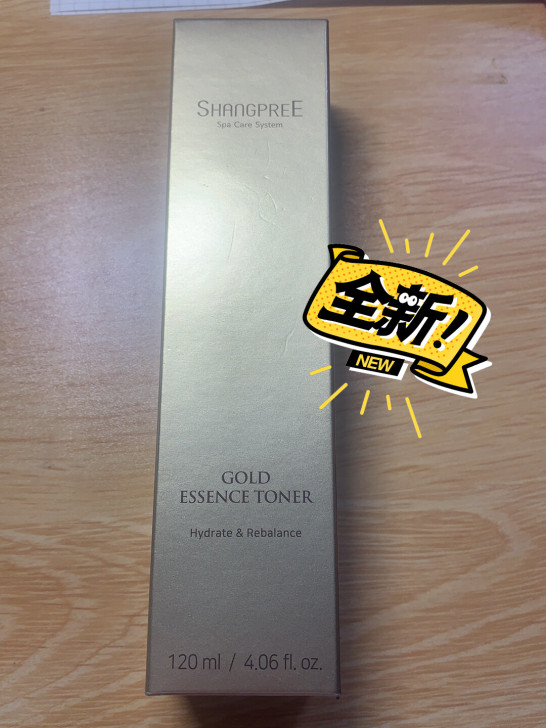 SHANGPREE
Spa Care System
全新!
NEW
GOLD
ESSENCE TONER
Hydrate & Rebalance
120 ml / 4.06 fl. oz.